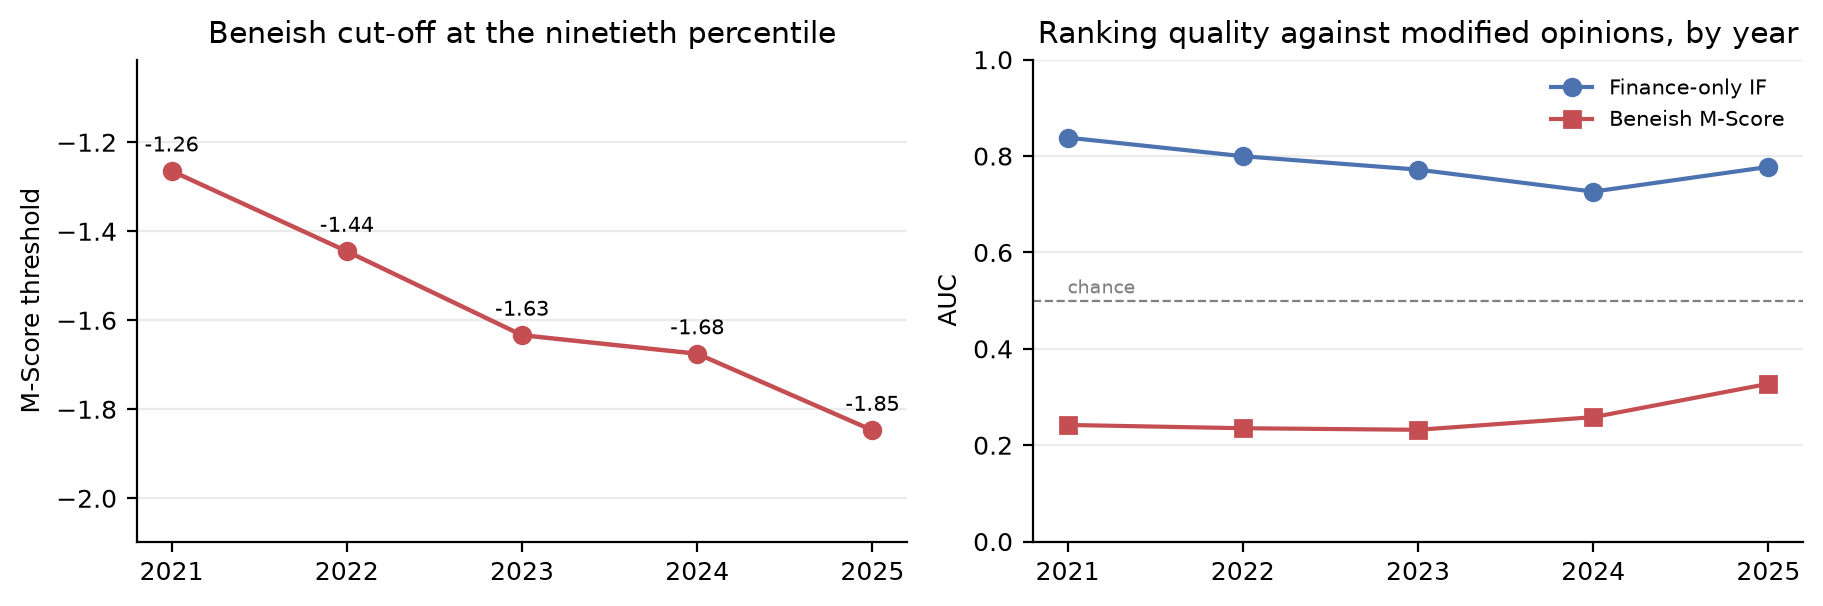 Beneish cut-off at the ninetieth percentile
M-Score threshold
−1.2
−1.4
−1.6
−1.8
−2.0
-1.26
-1.44
-1.63
-1.68
-1.85
2021 2022 2023 2024 2025
Ranking quality against modified opinions, by year
AUC
1.0
0.8
0.6
0.4
0.2
0.0
Finance-only IF
Beneish M-Score
chance
2021 2022 2023 2024 2025